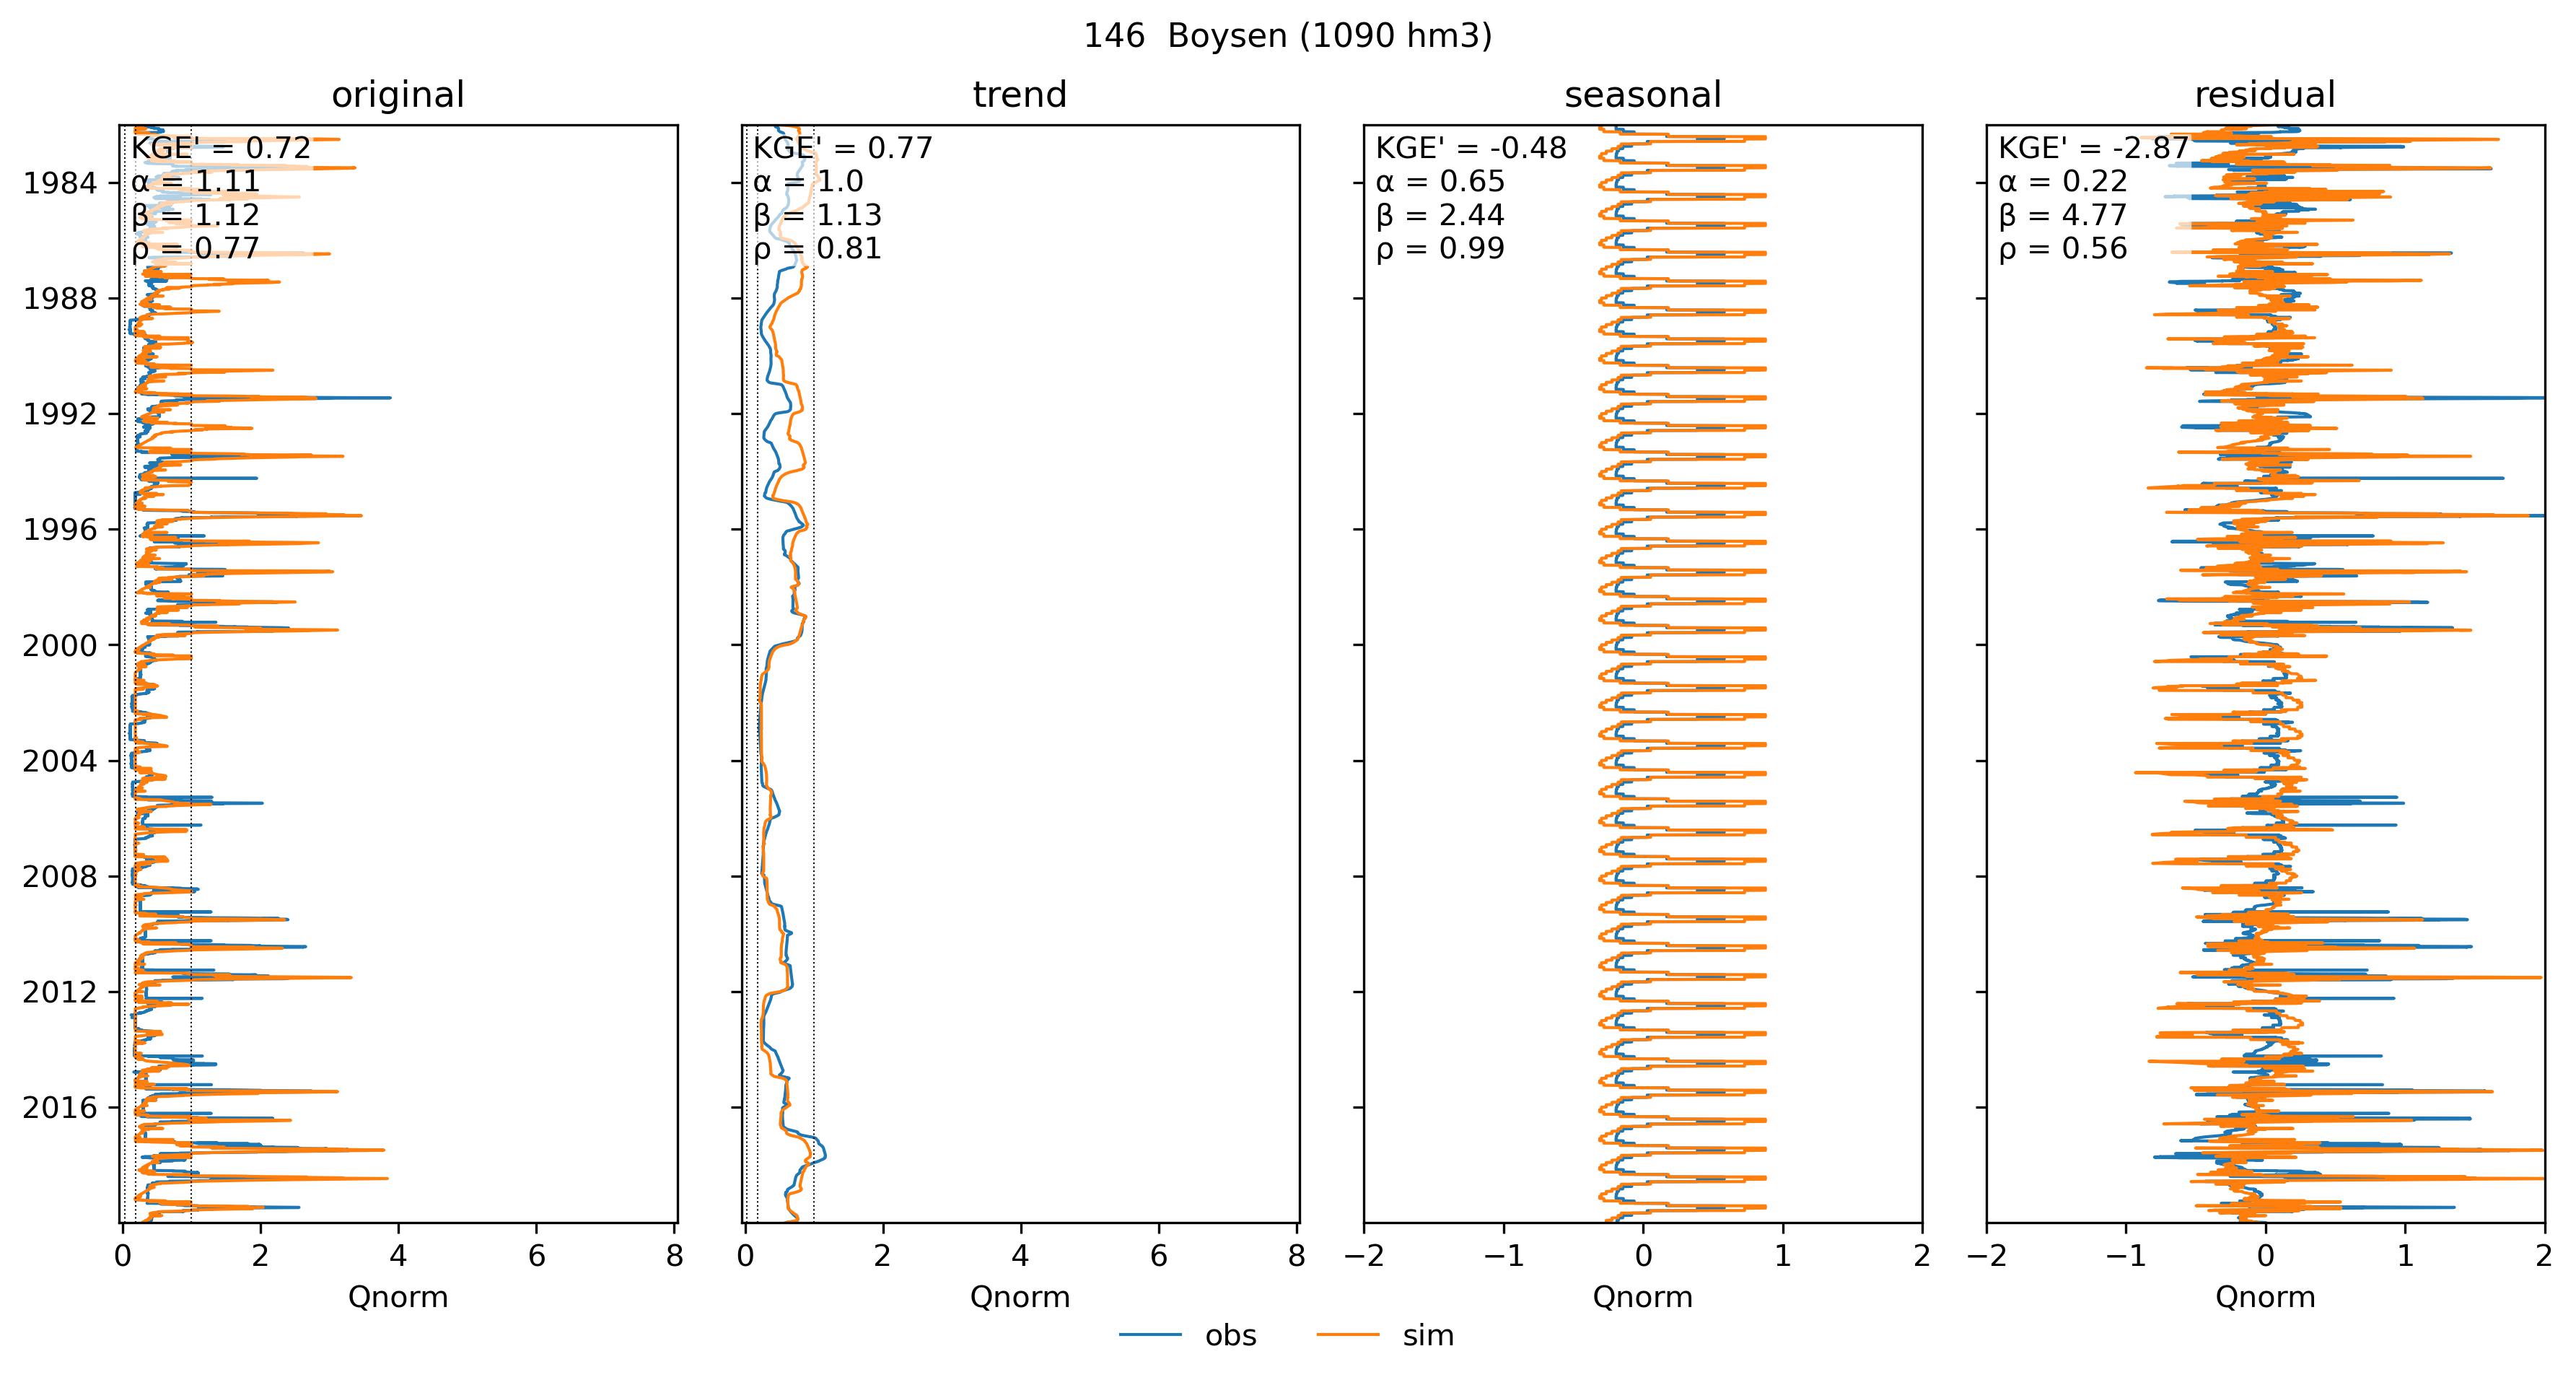 146  Boysen (1090 hm3)
original
trend
seasonal
residual
KGE' = 0.72
α = 1.11
β = 1.12
ρ = 0.77
KGE' = 0.77
α = 1.0
β = 1.13
ρ = 0.81
KGE' = -0.48
α = 0.65
β = 2.44
ρ = 0.99
KGE' = -2.87
α = 0.22
β = 4.77
ρ = 0.56
1984
1988
1992
1996
2000
2004
2008
2012
2016
0 2 4 6 8
0 2 4 6 8
−2 −1 0 1 2
−2 −1 0 1 2
Qnorm
Qnorm
Qnorm
Qnorm
obs
sim